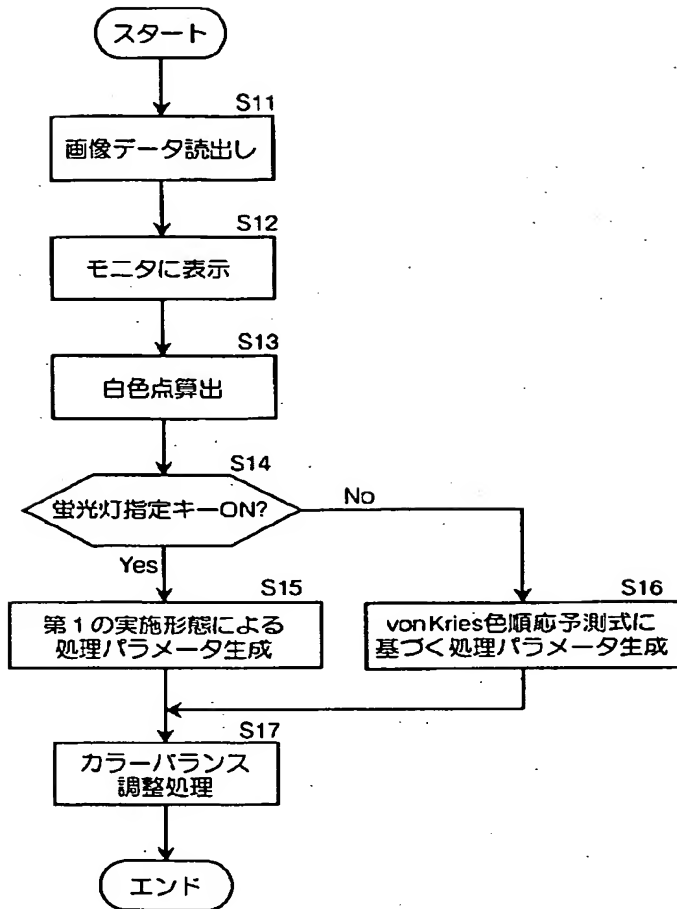 スタート
S11
画像データ読出し
S12
モニタに表示
S13
白色点算出
S14
蛍光灯指定キーON?
No
Yes
S15
第1の実施形態による
処理パラメータ生成
S16
vonKries色順応予測式に
基づく処理パラメータ生成
S17
カラーバランス
調整処理
エンド